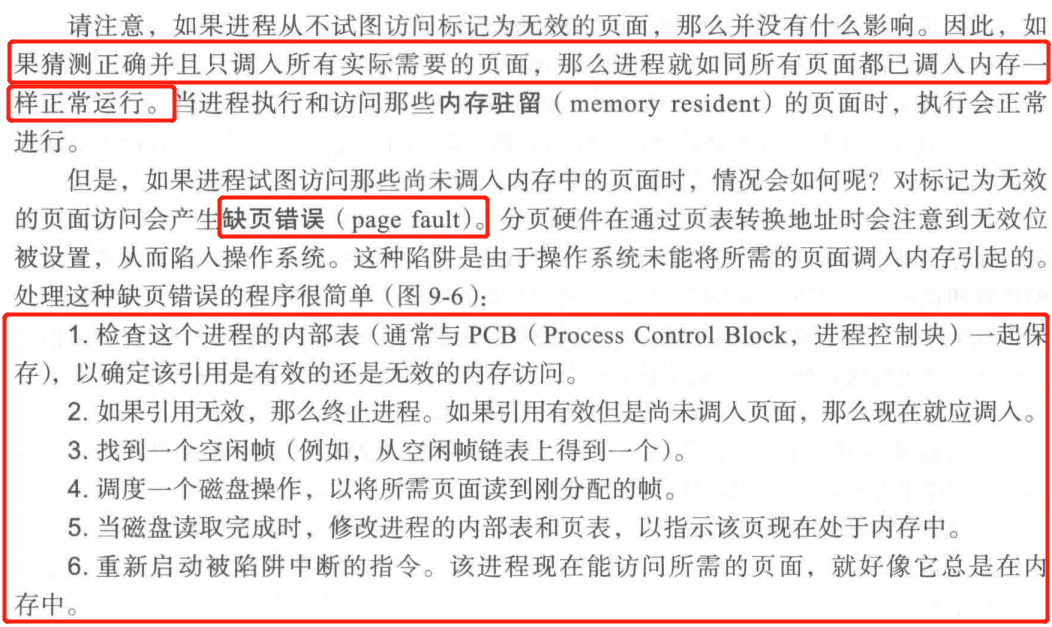 请注意，如果进程从不试图访问标记为无效的页面，那么并没有什么影响。因此，如
果猜测正确并且只调入所有实际需要的页面，那么进程就如同所有页面都已调入内存一
样正常运行。当进程执行和访问那些内存驻留（memory resident）的页面时，执行会正常
进行。
但是，如果进程试图访问那些尚未调入内存中的页面时，情况会如何呢？对标记为无效
的页面访问会产生缺页错误（page fault）。分页硬件在通过页表转换地址时会注意到无效位
被设置，从而陷入操作系统。这种陷阱是由于操作系统未能将所需的页面调入内存引起的。
处理这种缺页错误的程序很简单（图 9-6）：
1. 检查这个进程的内部表（通常与 PCB（Process Control Block，进程控制块）一起保
存），以确定该引用是有效的还是无效的内存访问。
2. 如果引用无效，那么终止进程。如果引用有效但是尚未调入页面，那么现在就应调入。
3. 找到一个空闲帧（例如，从空闲帧链表上得到一个）。
4. 调度一个磁盘操作，以将所需页面读到刚分配的帧。
5. 当磁盘读取完成时，修改进程的内部表和页表，以指示该页现在处于内存中。
6. 重新启动被陷阱中断的指令。该进程现在能访问所需的页面，就好像它总是在内
存中。